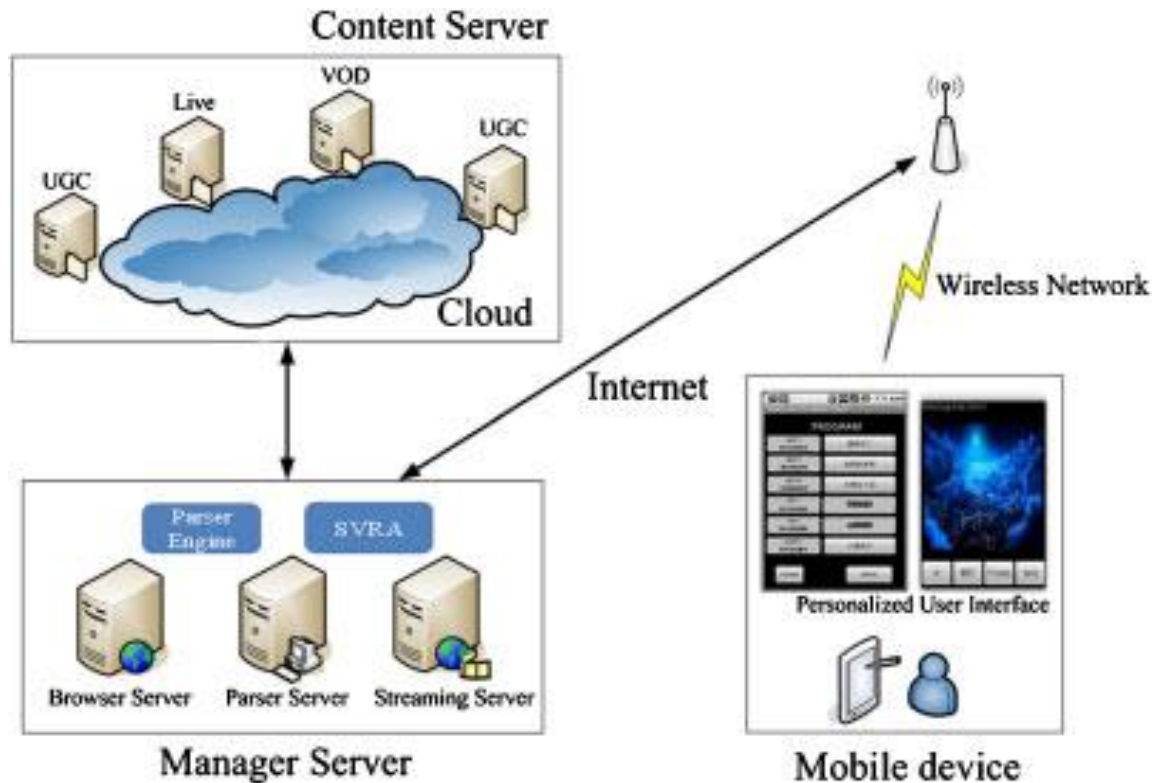 Content Server
VOD
Live
UGC
UGC
Cloud
Wireless Network
Internet
Parser
Engine
SVRA
PROGRAM
Personalized User Interface
Browser Server
Parser Server
Streaming Server
Manager Server
Mobile device